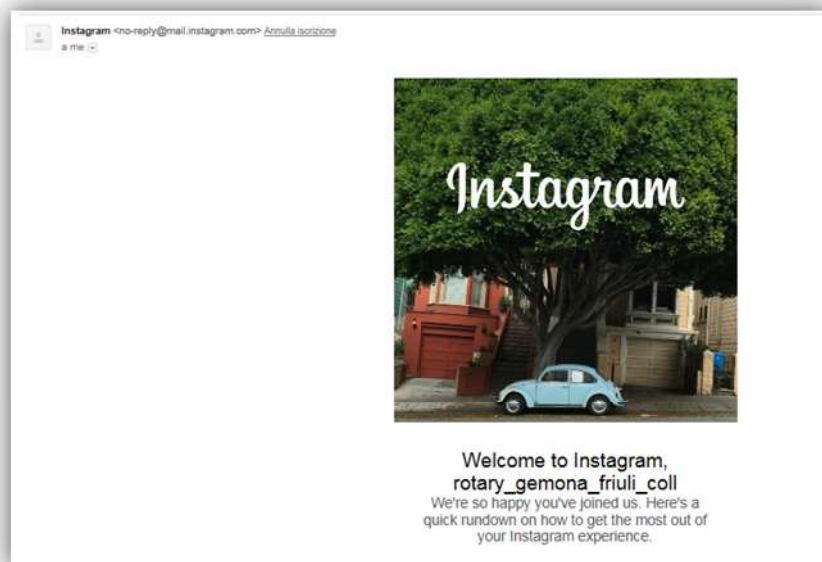 Instagram <no-reply@mail.instagram.com> Annulla iscrizione
a me
Instagram
Welcome to Instagram,
rotary_gemona_friuli_coll
We're so happy you've joined us. Here's a
quick rundown on how to get the most out of
your Instagram experience.